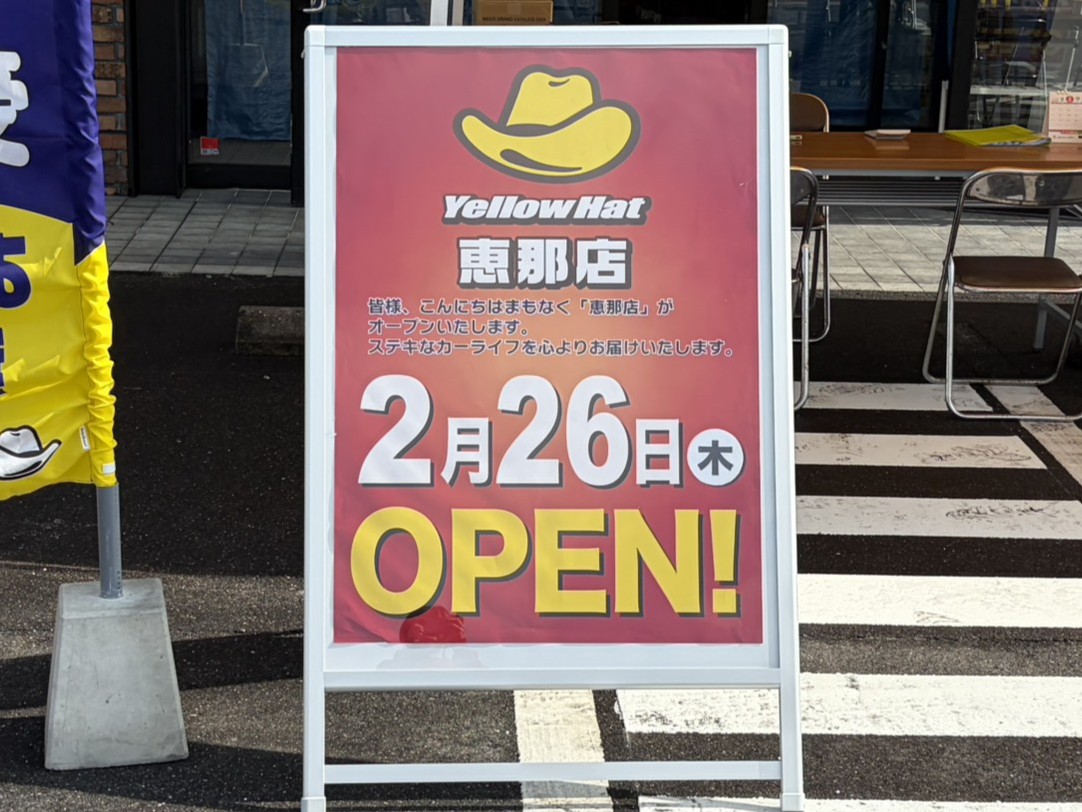 YellowHat
恵那店
皆様、こんにちはまもなく「恵那店」が
オープンいたします。
ステキなカーライフを心よりお届けいたします。
2月26日木
OPEN!